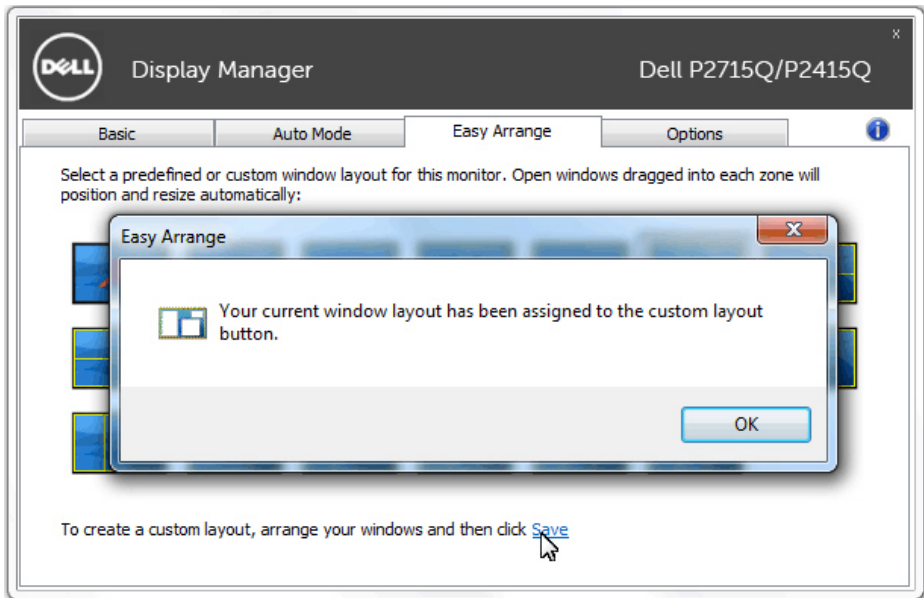 x
DELL
Display Manager
Dell P2715Q/P2415Q
Basic
Auto Mode
Easy Arrange
Options
i
Select a predefined or custom window layout for this monitor. Open windows dragged into each zone will
position and resize automatically:
Easy Arrange
Your current window layout has been assigned to the custom layout
button.
OK
To create a custom layout, arrange your windows and then click Save